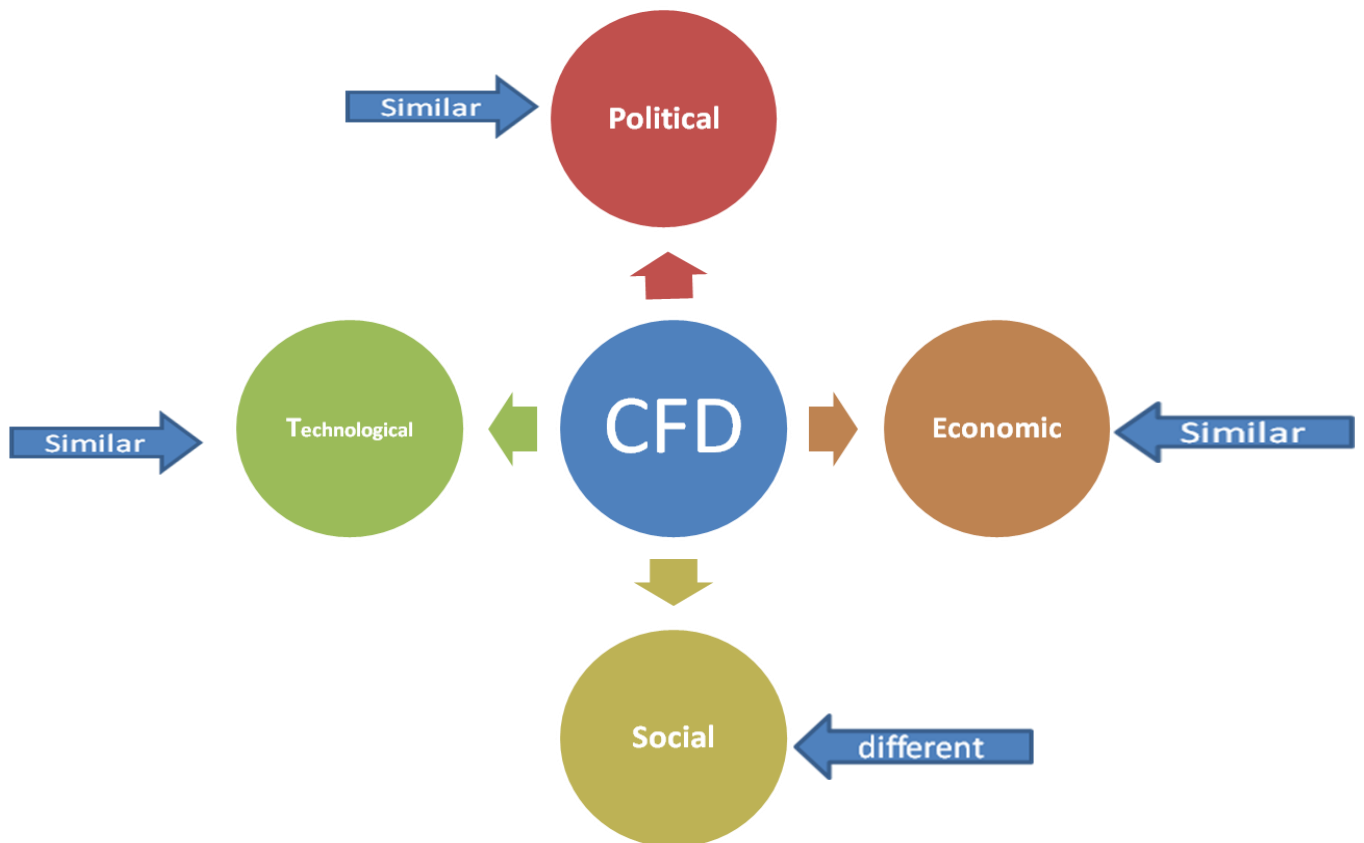 Similar
Political
Similar
Technological
CFD
Economic
Similar
Social
different